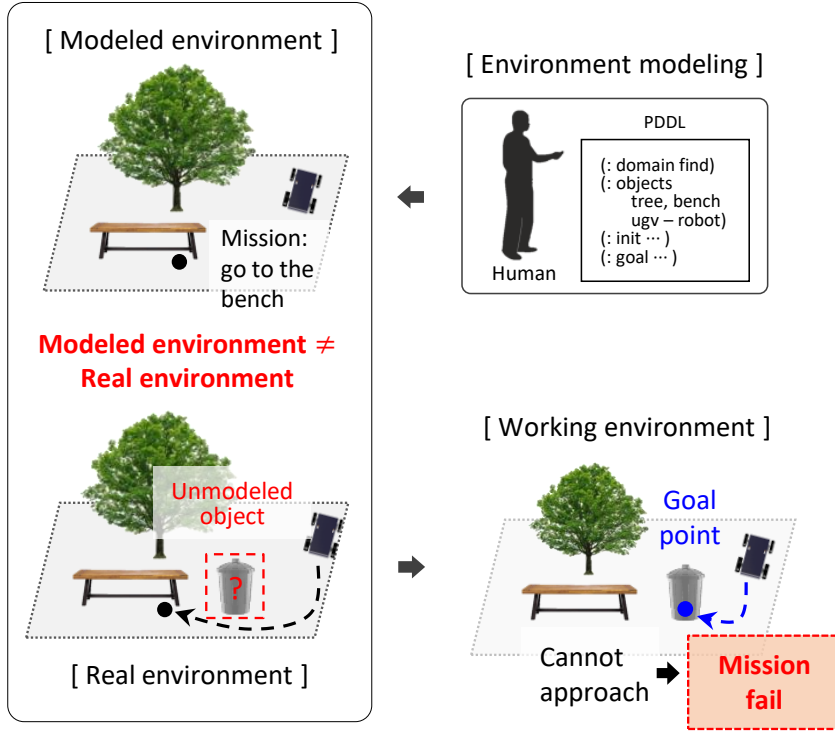 [ Modeled environment ]
Mission:
go to the
bench
Modeled environment ≠
Real environment
Unmodeled
object
?
[ Real environment ]
[ Environment modeling ]
PDDL
(: domain find)
(: objects
tree, bench
ugv – robot)
(: init ⋯ )
(: goal ⋯ )
Human
[ Working environment ]
Goal
point
Cannot
approach
Mission
fail